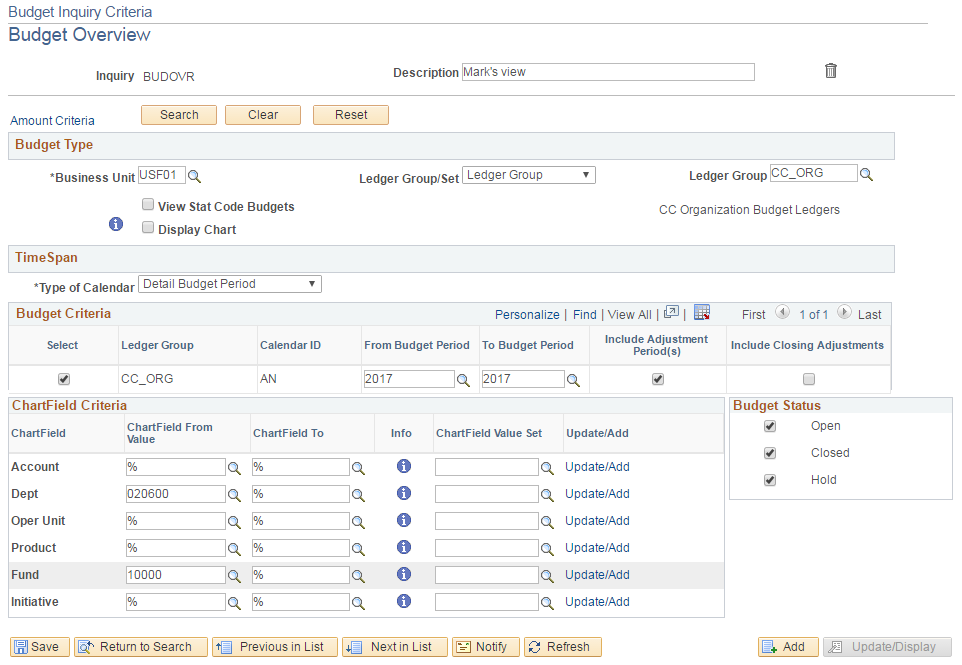 Budget Inquiry Criteria
Budget Overview
Inquiry BUDOVR Description Mark's view
Amount Criteria Search Clear Reset
Budget Type
*Business Unit USF01 Ledger Group/Set Ledger Group Ledger Group CC_ORG
View Stat Code Budgets CC Organization Budget Ledgers
Display Chart
TimeSpan
*Type of Calendar Detail Budget Period
Budget Criteria Personalize | Find | View All | | First 1 of 1 Last
Select Ledger Group Calendar ID From Budget Period To Budget Period Include Adjustment Period(s) Include Closing Adjustments
CC_ORG AN 2017 2017
ChartField Criteria Budget Status
ChartField ChartField From Value ChartField To Info ChartField Value Set Update/Add
Open
Account % % Update/Add
Closed
Dept 020600 % Update/Add
Hold
Oper Unit % % Update/Add
Product % % Update/Add
Fund 10000 % Update/Add
Initiative % % Update/Add
Save Return to Search Previous in List Next in List Notify Refresh Add Update/Display